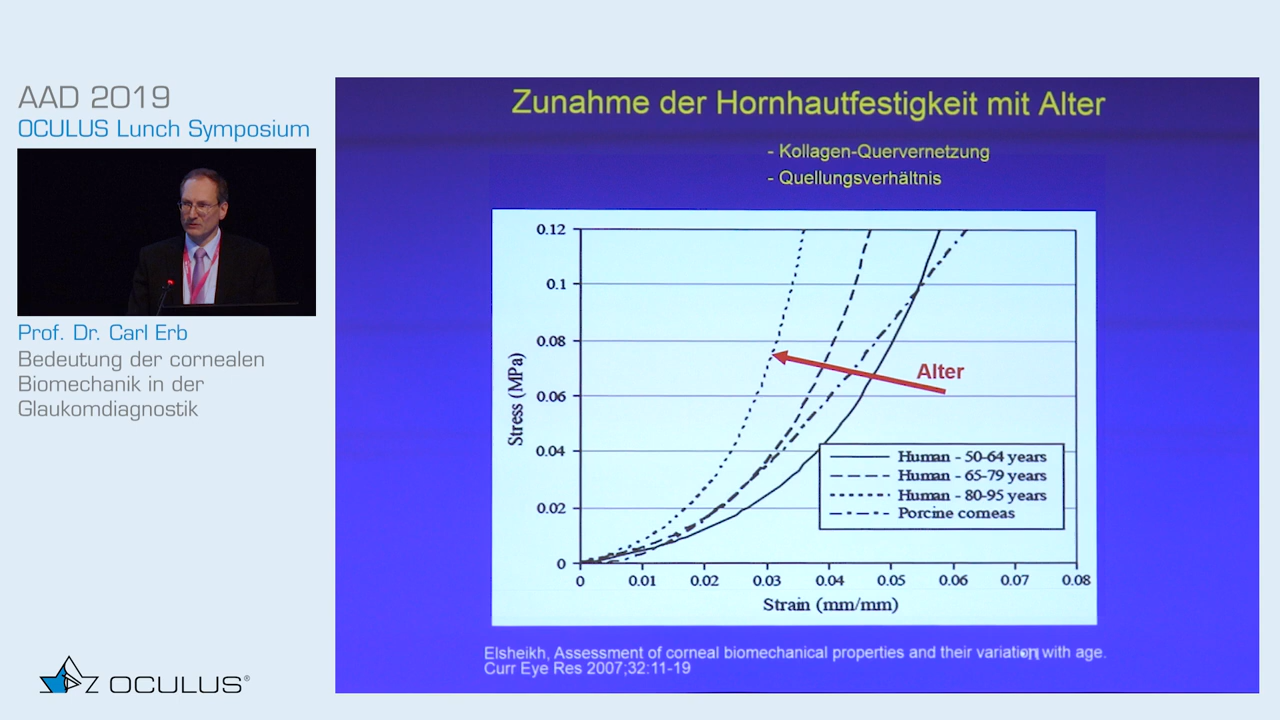 AAD 2019
OCULUS Lunch Symposium
Prof. Dr. Carl Erb
Bedeutung der cornealen
Biomechanik in der
Glaukomdiagnostik
OCULUS®
Zunahme der Hornhautfestigkeit mit Alter
- Kollagen-Quervernetzung
- Quellungsverhältnis
0.12
0.1
0.08
0.06
0.04
0.02
0
Stress (MPa)
Alter
Human - 50-64 years
Human - 65-79 years
Human - 80-95 years
Porcine corneas
0 0.01 0.02 0.03 0.04 0.05 0.06 0.07 0.08
Strain (mm/mm)
Elsheikh, Assessment of corneal biomechanical properties and their variation with age.
Curr Eye Res 2007;32:11-19